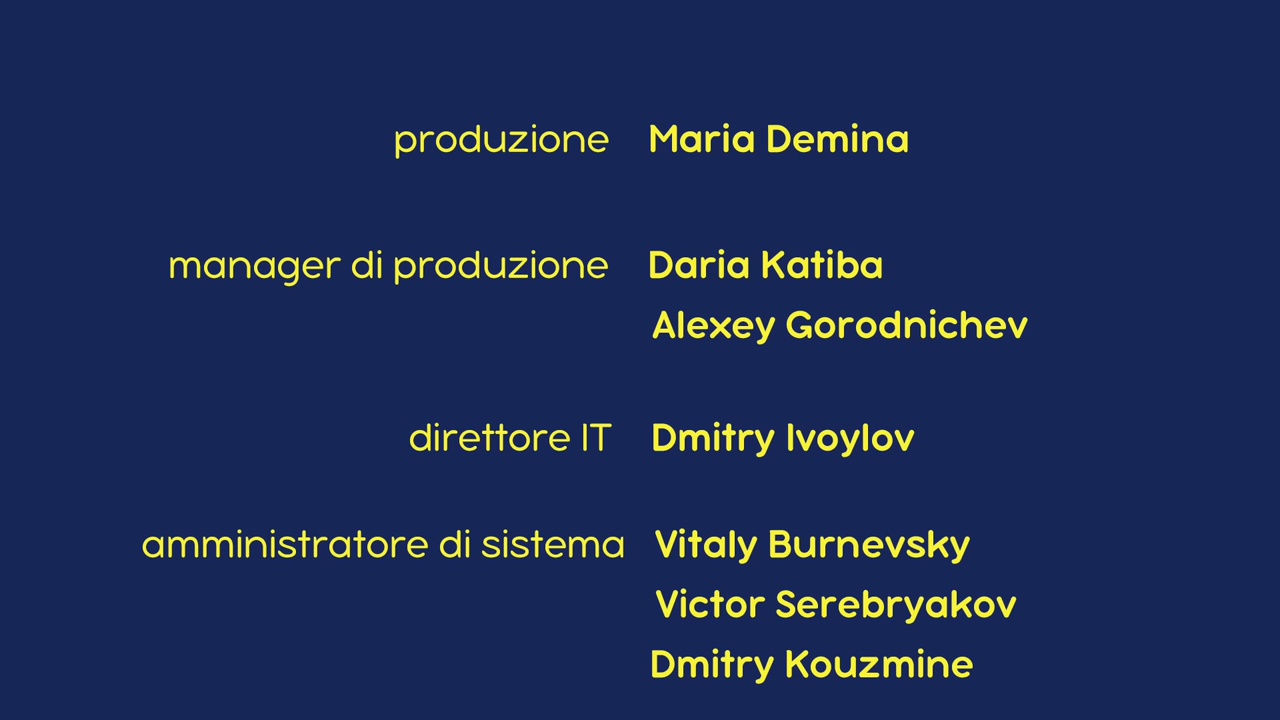 produzione Maria Demina
manager di produzione Daria Katiba
Alexey Gorodnichev
direttore IT Dmitry Ivoylov
amministratore di sistema Vitaly Burnevsky
Victor Serebryakov
Dmitry Kouzmine